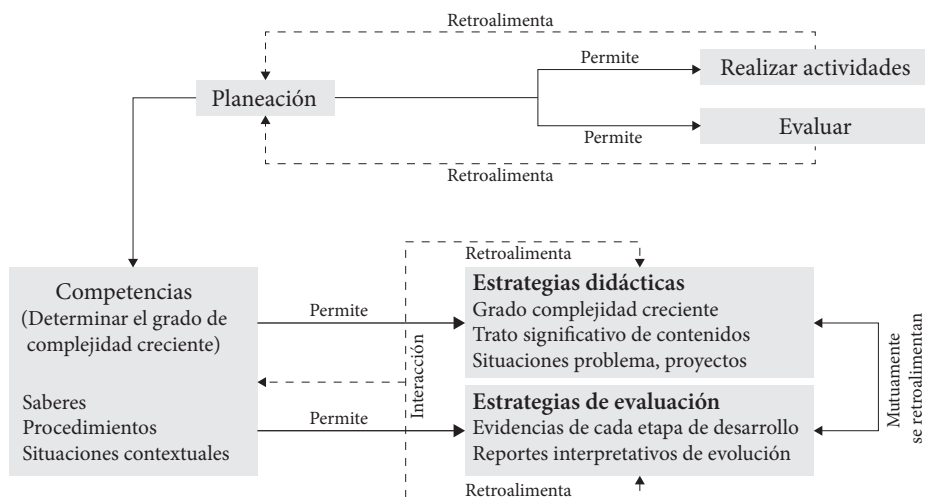 Retroalimenta
Permite
Realizar actividades
Planeación
Permite
Evaluar
Retroalimenta
Competencias
(Determinar el grado de
complejidad creciente)
Saberes
Procedimientos
Situaciones contextuales
Permite
Permite
Interacción
Retroalimenta
Estrategias didácticas
Grado complejidad creciente
Trato significativo de contenidos
Situaciones problema, proyectos
Estrategias de evaluación
Evidencias de cada etapa de desarrollo
Reportes interpretativos de evolución
Retroalimenta
Mutuamente
se retroalimentan